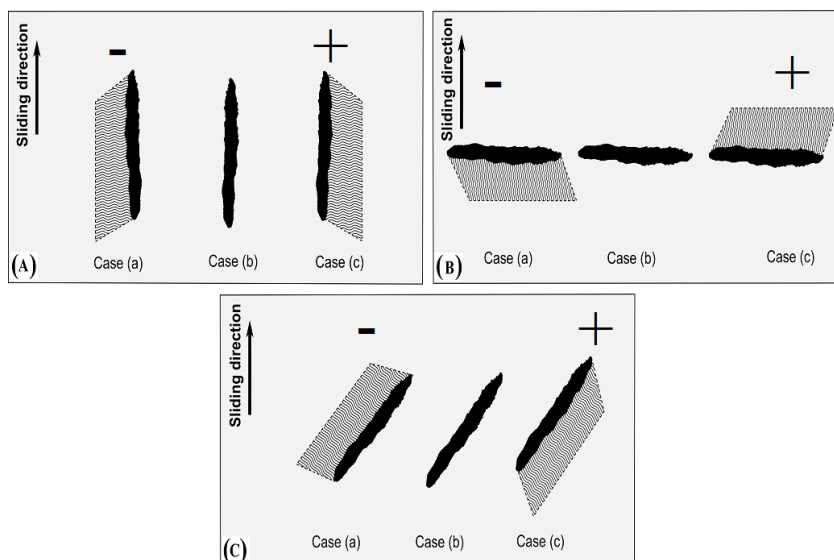 Sliding direction
-
+
Case (a)
Case (b)
Case (c)
(A)
Sliding direction
-
+
Case (a)
Case (b)
Case (c)
(B)
Sliding direction
-
+
Case (a)
Case (b)
Case (c)
(C)